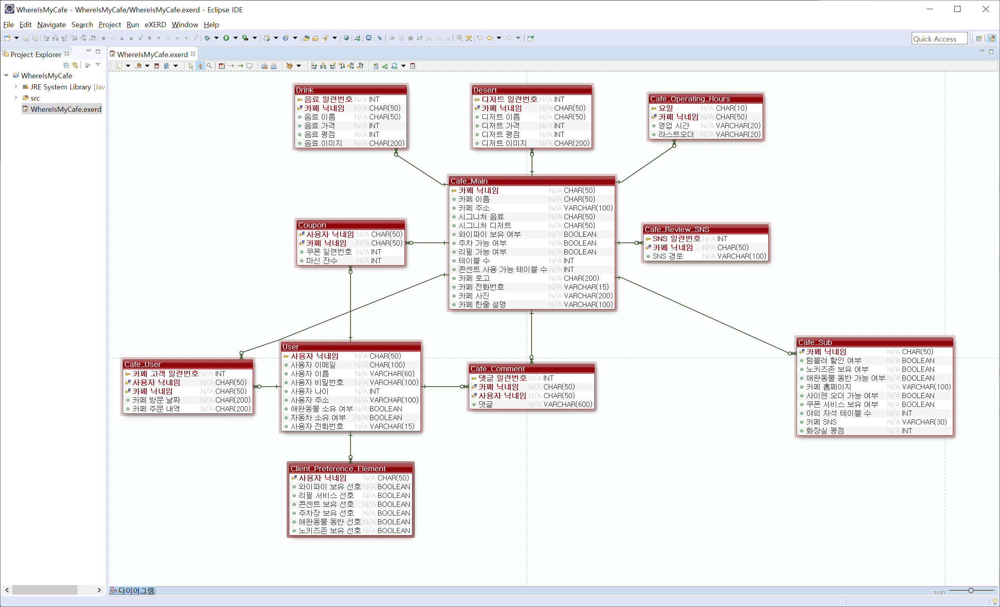 WhereIsMyCafe - WhereIsMyCafe/WhereIsMyCafe.exerd - Eclipse IDE
File Edit Navigate Search Project Run eXERD Window Help
Quick Access
Project Explorer
WhereIsMyCafe
JRE System Library [Jav
src
WhereIsMyCafe.exerd
WhereIsMyCafe.exerd
Drink
음료 일련번호 N/A INT
카페 닉네임 N/A CHAR(50)
음료 이름 N/A CHAR(50)
음료 가격 N/A INT
음료 평점 N/A INT
음료 이미지 N/A CHAR(200)
Desert
디저트 일련번호 N/A INT
카페 닉네임 N/A CHAR(50)
디저트 이름 N/A CHAR(50)
디저트 가격 N/A INT
디저트 평점 N/A INT
디저트 이미지 N/A CHAR(200)
Cafe_Operating_Hours
요일 N/A CHAR(10)
카페 닉네임 N/A CHAR(50)
영업 시간 N/A VARCHAR(20)
라스트오더 N/A VARCHAR(20)
Cafe_Main
카페 닉네임 N/A CHAR(50)
카페 이름 N/A CHAR(50)
카페 주소 N/A VARCHAR(100)
시그니처 음료 N/A CHAR(50)
시그니처 디저트 N/A CHAR(50)
와이파이 보유 여부 N/A BOOLEAN
주차 가능 여부 N/A BOOLEAN
리필 가능 여부 N/A BOOLEAN
테이블 수 N/A INT
콘센트 사용 가능 테이블 수 N/A INT
카페 로고 N/A CHAR(200)
카페 전화번호 N/A VARCHAR(15)
카페 사진 N/A VARCHAR(200)
카페 한줄 설명 N/A VARCHAR(100)
Coupon
사용자 닉네임 N/A CHAR(50)
카페 닉네임 N/A CHAR(50)
쿠폰 일련번호 N/A INT
마신 잔수 N/A INT
Cafe_Review_SNS
SNS 일련번호 N/A INT
카페 닉네임 N/A CHAR(50)
SNS 경로 N/A VARCHAR(100)
Cafe_User
카페 고객 일련번호 N/A INT
사용자 닉네임 N/A CHAR(50)
카페 닉네임 N/A CHAR(50)
카페 방문 날짜 N/A CHAR(200)
카페 주문 내역 N/A CHAR(200)
User
사용자 닉네임 N/A CHAR(50)
사용자 이메일 N/A CHAR(100)
사용자 이름 N/A VARCHAR(60)
사용자 비밀번호 N/A VARCHAR(100)
사용자 나이 N/A INT
사용자 주소 N/A VARCHAR(100)
애완동물 소유 여부 N/A BOOLEAN
자동차 소유 여부 N/A BOOLEAN
사용자 전화번호 N/A VARCHAR(15)
Cafe_Comment
댓글 일련번호 N/A INT
카페 닉네임 N/A CHAR(50)
사용자 닉네임 N/A CHAR(50)
댓글 N/A VARCHAR(600)
Cafe_Sub
카페 닉네임 N/A CHAR(50)
텀블러 할인 여부 N/A BOOLEAN
노키즈존 보유 여부 N/A BOOLEAN
애완동물 동반 가능 여부 N/A BOOLEAN
카페 홈페이지 N/A VARCHAR(100)
사이렌 오더 가능 여부 N/A BOOLEAN
쿠폰 서비스 보유 여부 N/A BOOLEAN
야외 자석 테이블 수 N/A INT
카페 SNS N/A VARCHAR(30)
화장실 평점 N/A INT
Client_Preference_Element
사용자 닉네임 N/A CHAR(50)
와이파이 보유 선호 N/A BOOLEAN
리필 서비스 선호 N/A BOOLEAN
콘센트 보유 선호 N/A BOOLEAN
주차장 보유 선호 N/A BOOLEAN
애완동물 동반 선호 N/A BOOLEAN
노키즈존 보유 선호 N/A BOOLEAN
다이어그램
100